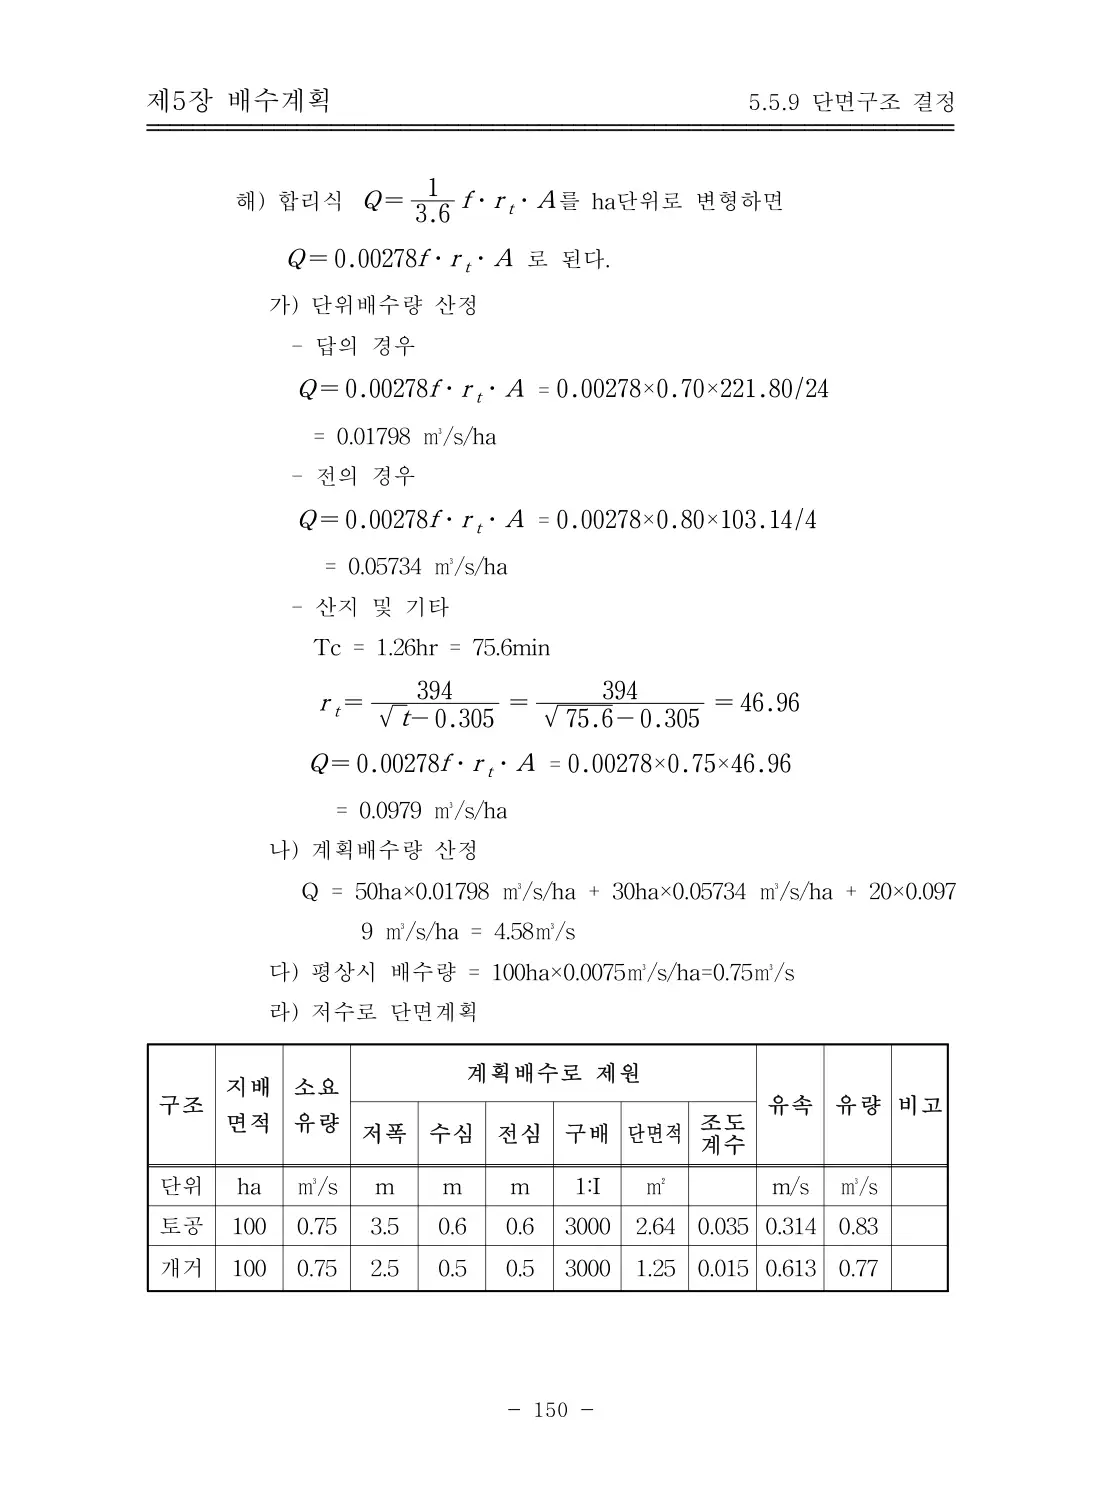 제5장 배수계획 5.5.9 단면구조 결정
해) 합리식 Q= 1/3.6 f· r t· A를 ha단위로 변형하면
Q= 0.00278f· r t· A 로 된다.
가) 단위배수량 산정
- 답의 경우
Q= 0.00278f· r t· A = 0.00278×0.70×221.80/24
= 0.01798 ㎥/s/ha
- 전의 경우
Q= 0.00278f· r t· A = 0.00278×0.80×103.14/4
= 0.05734 ㎥/s/ha
- 산지 및 기타
Tc = 1.26hr = 75.6min
r t= 394/(√t- 0.305) = 394/(√75.6- 0.305) = 46.96
Q= 0.00278f· r t· A = 0.00278×0.75×46.96
= 0.0979 ㎥/s/ha
나) 계획배수량 산정
Q = 50ha×0.01798 ㎥/s/ha + 30ha×0.05734 ㎥/s/ha + 20×0.097
9 ㎥/s/ha = 4.58㎥/s
다) 평상시 배수량 = 100ha×0.0075㎥/s/ha=0.75㎥/s
라) 저수로 단면계획
구조 지배 면적 소요 유량 계획배수로 제원 유속 유량 비고
저폭 수심 전심 구배 단면적 조도 계수
단위 ha ㎥/s m m m 1:I ㎡ m/s ㎥/s
토공 100 0.75 3.5 0.6 0.6 3000 2.64 0.035 0.314 0.83
개거 100 0.75 2.5 0.5 0.5 3000 1.25 0.015 0.613 0.77
- 150 -